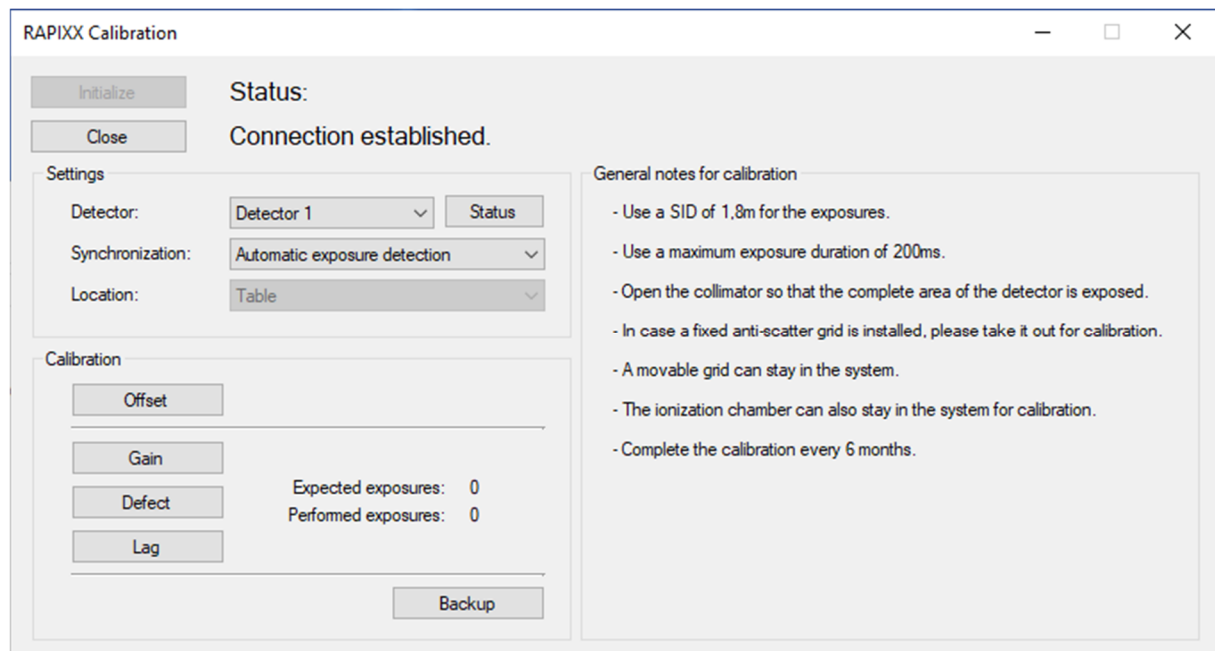 RAPIXX Calibration
Initialize
Status:
Close
Connection established.
Settings
Detector:
Detector 1
Status
Synchronization:
Automatic exposure detection
Location:
Table
Calibration
Offset
Gain
Defect
Lag
Expected exposures: 0
Performed exposures: 0
Backup
General notes for calibration
- Use a SID of 1,8m for the exposures.
- Use a maximum exposure duration of 200ms.
- Open the collimator so that the complete area of the detector is exposed.
- In case a fixed anti-scatter grid is installed, please take it out for calibration.
- A movable grid can stay in the system.
- The ionization chamber can also stay in the system for calibration.
- Complete the calibration every 6 months.